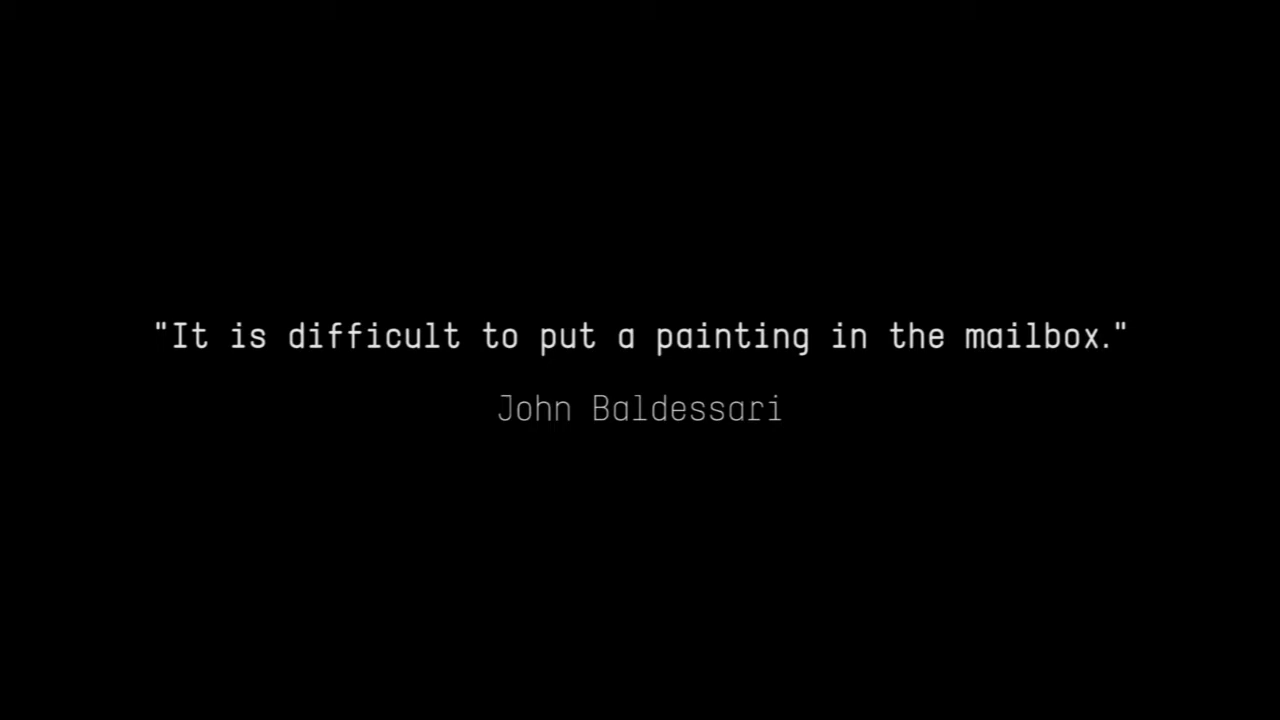 "It is difficult to put a painting in the mailbox."
John Baldessari